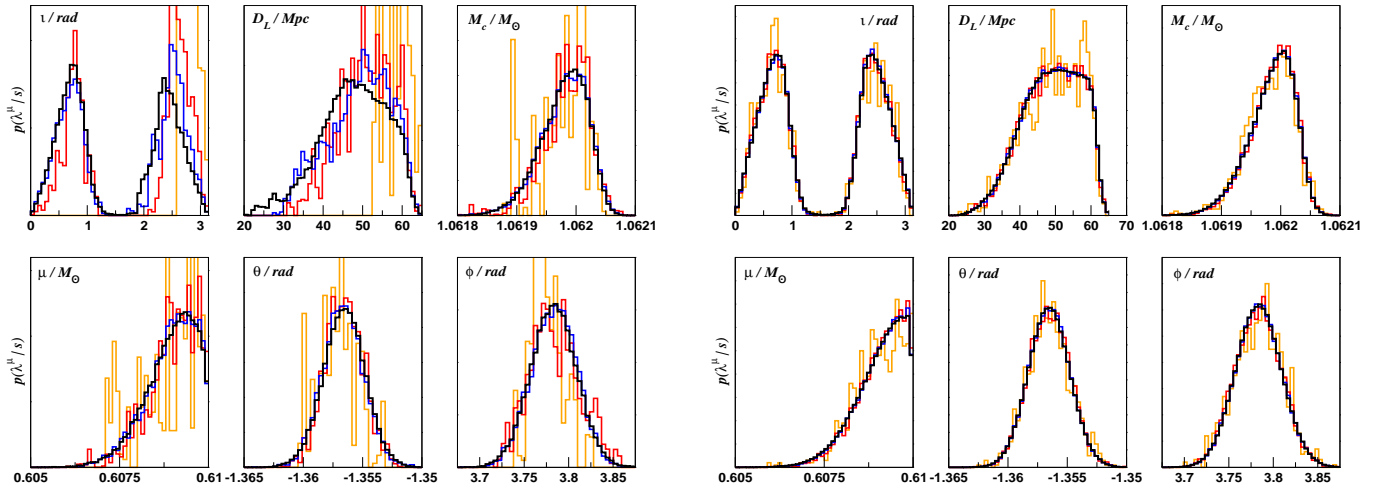 ι / rad
D_L / Mpc
M_c / M_⊙
p(λ^μ / s)
0 1 2 3
20 30 40 50 60
1.0618 1.0619 1.062 1.0621
μ / M_⊙
θ / rad
ϕ / rad
0.605 0.6075 0.61
-1.365 -1.36 -1.355 -1.35
3.7 3.75 3.8 3.85
ι / rad
D_L / Mpc
M_c / M_⊙
p(λ^μ / s)
0 1 2 3
20 30 40 50 60 70
1.0618 1.0619 1.062 1.0621
μ / M_⊙
θ / rad
ϕ / rad
p(λ^μ / s)
0.605 0.6075 0.61
-1.365 -1.36 -1.355 -1.35
3.7 3.75 3.8 3.85